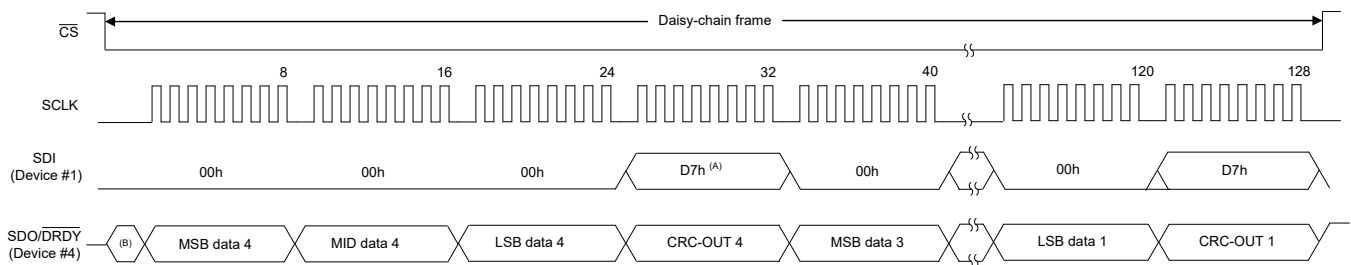 Daisy-chain frame
CS
8 16 24 32 40 120 128
SCLK
SDI
(Device #1)
00h 00h 00h D7h (A) 00h 00h D7h
SDO/DRDY
(Device #4)
(B) MSB data 4 MID data 4 LSB data 4 CRC-OUT 4 MSB data 3 LSB data 1 CRC-OUT 1